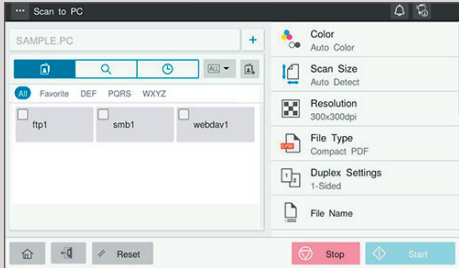 Scan to PC
SAMPLE.PC
ALL
All Favorite DEF PQRS WXYZ
ftp1 smb1 webdav1
Color
Auto Color
Scan Size
Auto Detect
Resolution
300x300dpi
File Type
Compact PDF
Duplex Settings
1-Sided
File Name
Reset
Stop
Start